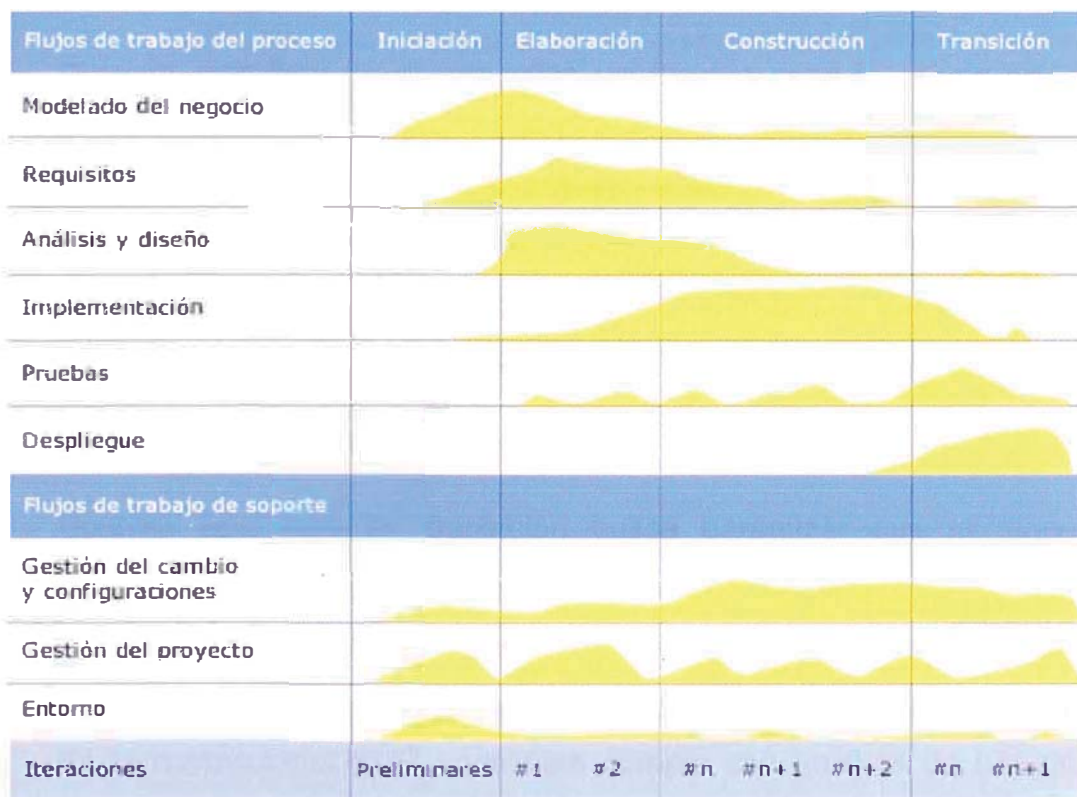 Flujos de trabajo del proceso Iniciación Elaboración Construcción Transición
Modelado del negocio
Requisitos
Análisis y diseño
Implementación
Pruebas
Despliegue
Flujos de trabajo de soporte
Gestión del cambio
y configuraciones
Gestión del proyecto
Entorno
Iteraciones Preliminares #1 #2 #n #n+1 #n+2 #n #n+1